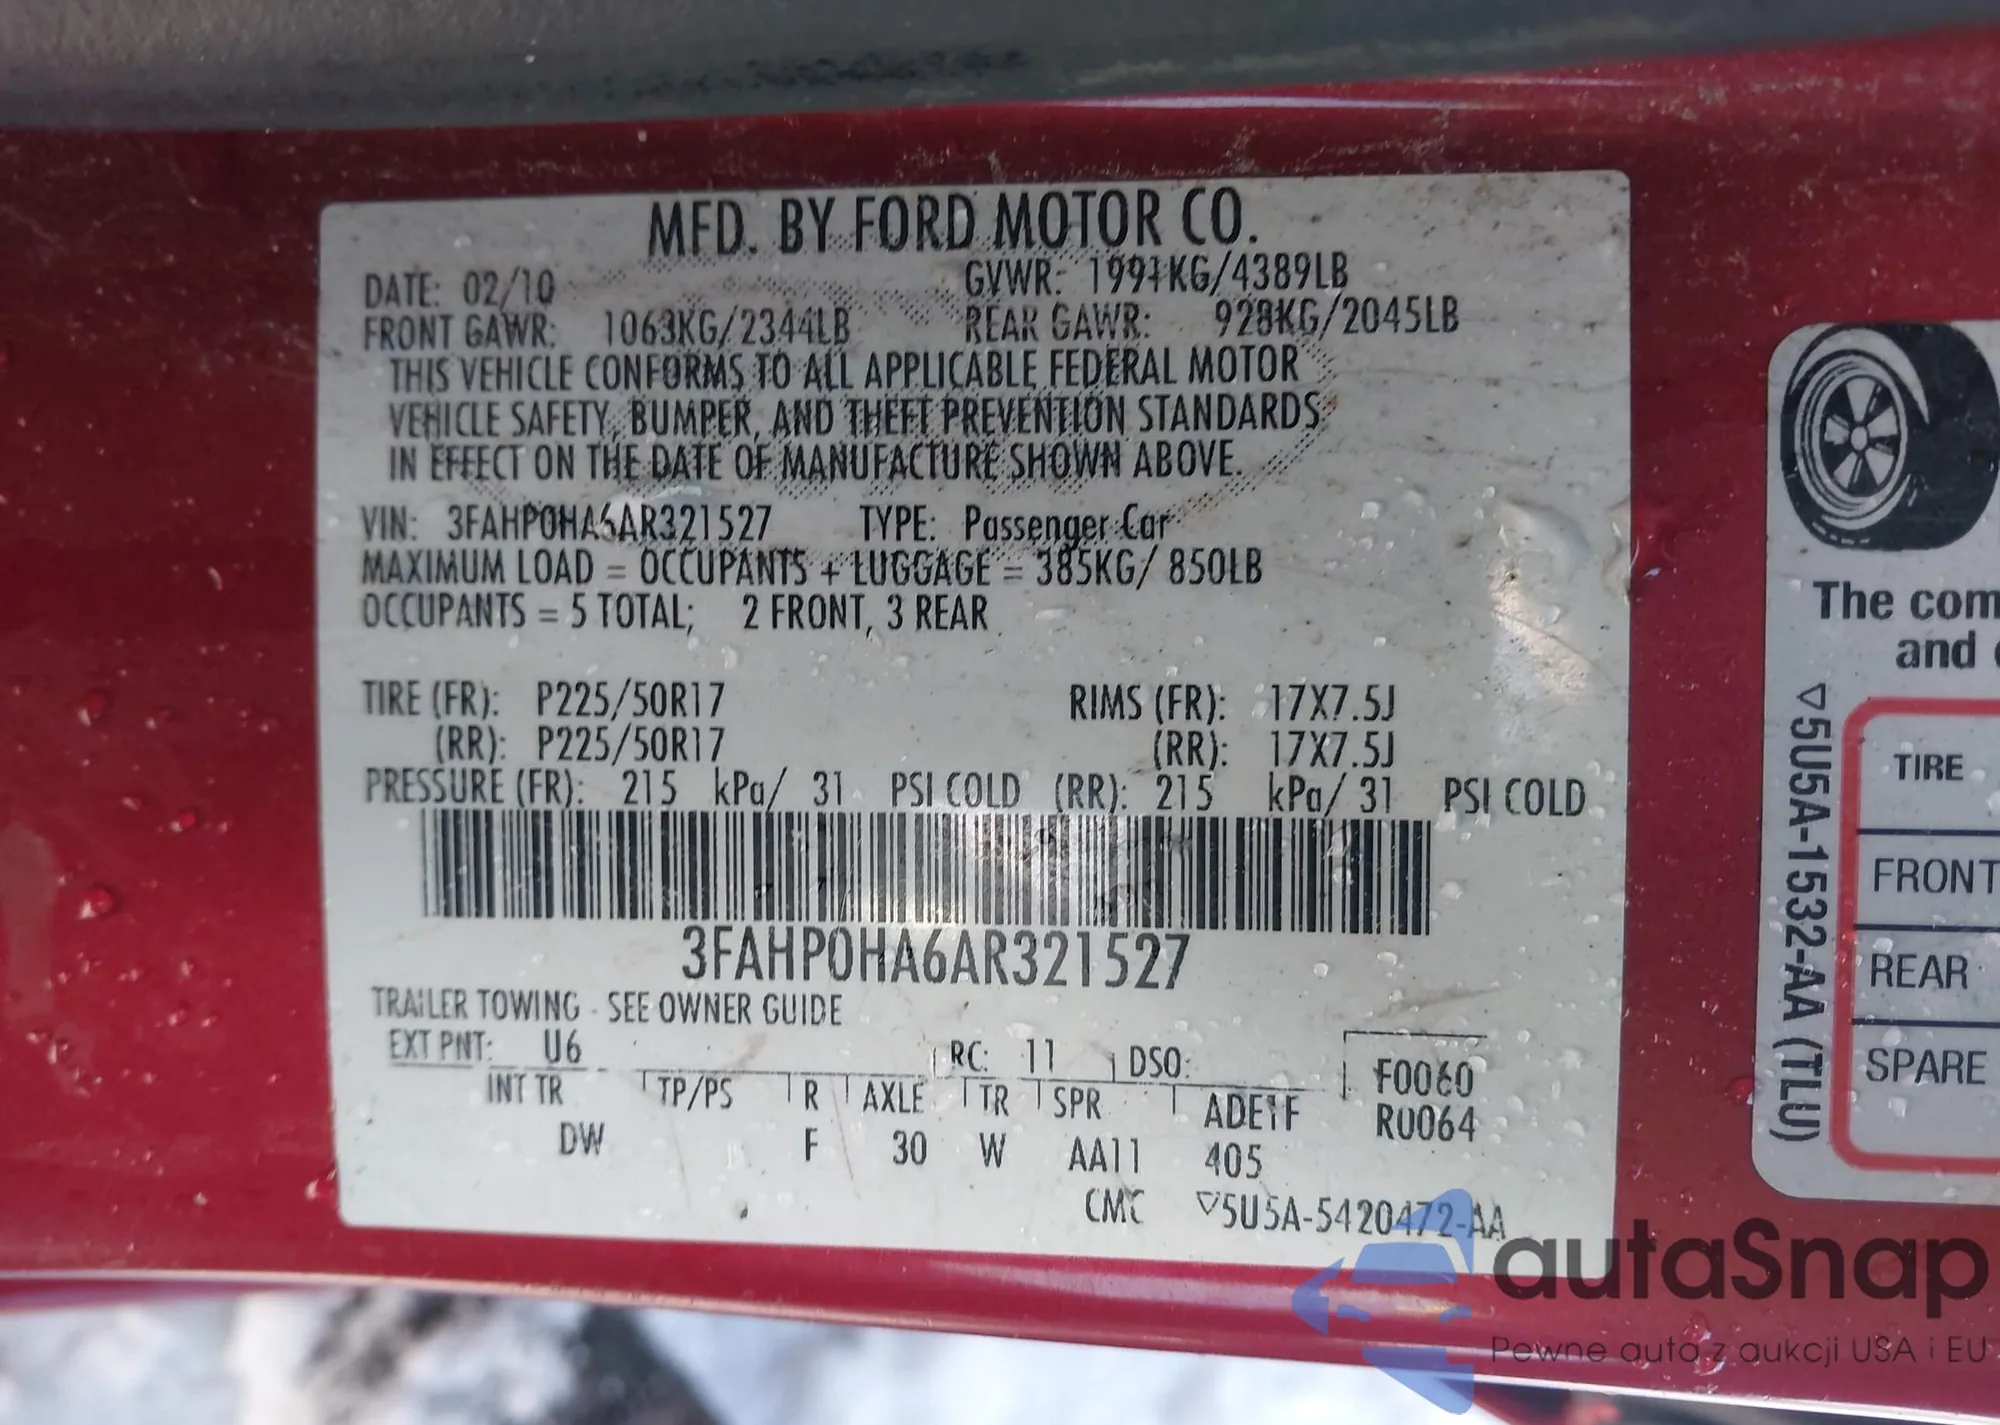 MFD. BY FORD MOTOR CO.
DATE: 02/10 GVWR: 1991KG/4389LB
FRONT GAWR: 1063KG/2344LB REAR GAWR: 928KG/2045LB
THIS VEHICLE CONFORMS TO ALL APPLICABLE FEDERAL MOTOR
VEHICLE SAFETY, BUMPER, AND THEFT PREVENTION STANDARDS
IN EFFECT ON THE DATE OF MANUFACTURE SHOWN ABOVE.
VIN: 3FAHP0HA6AR321527 TYPE: Passenger Car
MAXIMUM LOAD = OCCUPANTS + LUGGAGE = 385KG/ 850LB
OCCUPANTS = 5 TOTAL; 2 FRONT, 3 REAR
TIRE (FR): P225/50R17 RIMS (FR): 17X7.5J
(RR): P225/50R17 (RR): 17X7.5J
PRESSURE (FR): 215 kPa/ 31 PSI COLD (RR): 215 kPa/ 31 PSI COLD
3FAHP0HA6AR321527
TRAILER TOWING - SEE OWNER GUIDE
EXT PNT: U6 RC: 11 DSO:
INT TR TP/PS R AXLE TR SPR ADE1F F0060
R0064
DW F 30 W AA11 405
CMC ▽5U5A-5420472-AA
The com
and
▽5U5A-1532-AA (TLU)
TIRE
FRONT
REAR
SPARE
autaSnap
Pewne auta z aukcji USA i EU